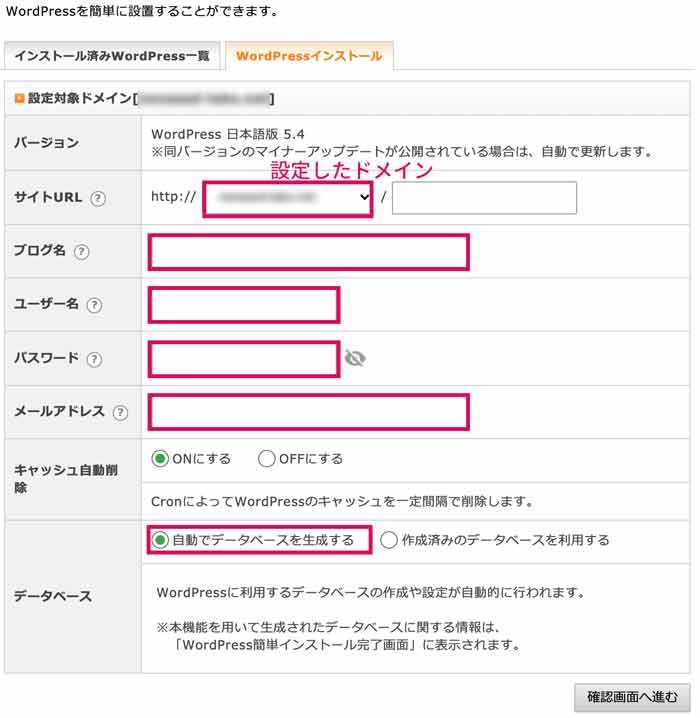 WordPressを簡単に設置することができます。
インストール済みWordPress一覧 WordPressインストール
設定対象ドメイン[ ]
バージョン
WordPress 日本語版 5.4
※同バージョンのマイナーアップデートが公開されている場合は、自動で更新します。
設定したドメイン
サイトURL ? http:// /
ブログ名 ?
ユーザー名 ?
パスワード ?
メールアドレス ?
キャッシュ自動削
除
ONにする OFFにする
CronによってWordPressのキャッシュを一定間隔で削除します。
データベース
自動でデータベースを生成する 作成済みのデータベースを利用する
WordPressに利用するデータベースの作成や設定が自動的に行われます。
※本機能を用いて生成されたデータベースに関する情報は、
「WordPress簡単インストール完了画面」に表示されます。
確認画面へ進む